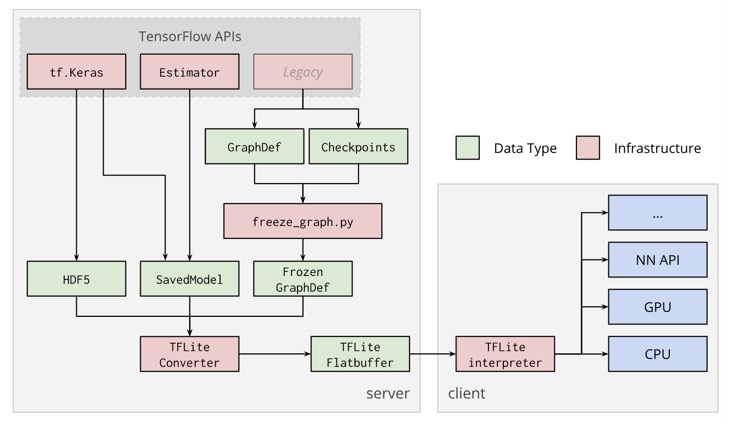 TensorFlow APIs
tf.Keras
Estimator
Legacy
GraphDef
Checkpoints
Data Type
Infrastructure
freeze_graph.py
...
HDF5
SavedModel
Frozen
GraphDef
NN API
GPU
TFLite
Converter
TFLite
Flatbuffer
TFLite
interpreter
CPU
server
client